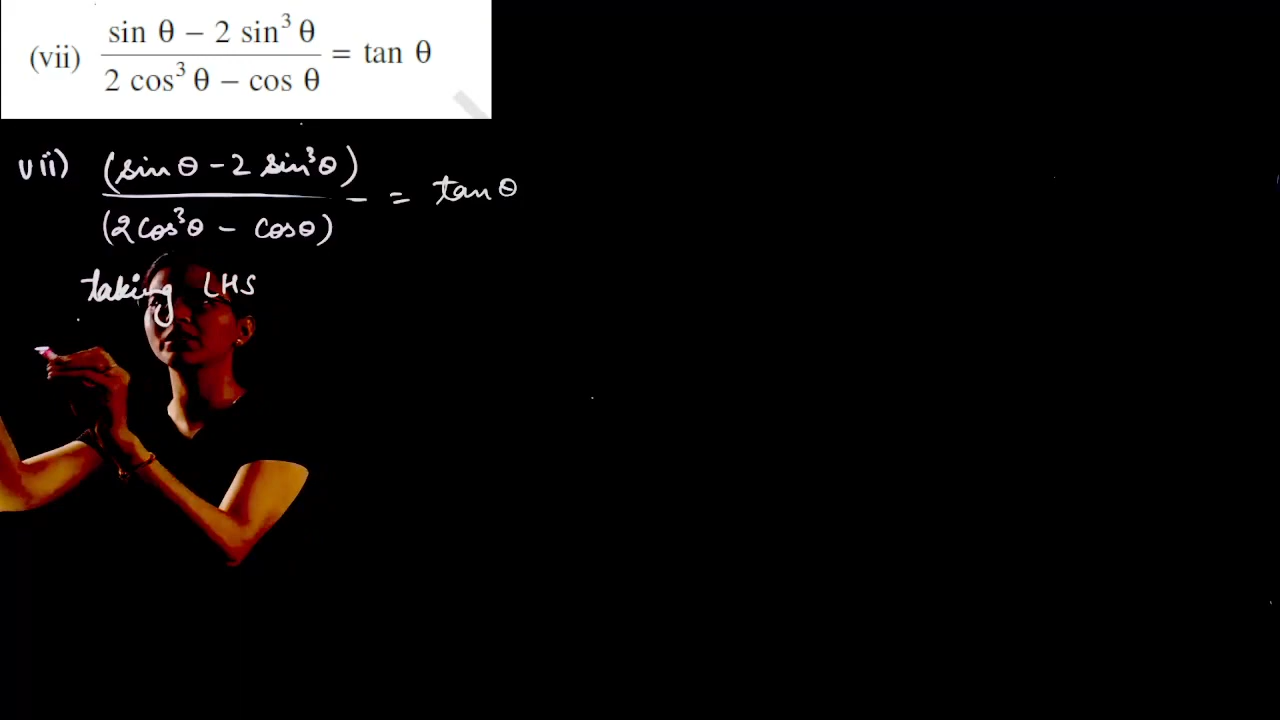 (vii) sin θ − 2 sin³ θ / 2 cos³ θ − cos θ = tan θ
vii) (sin θ − 2 sin³θ) / (2cos³θ − cosθ) = tan θ
taking LHS